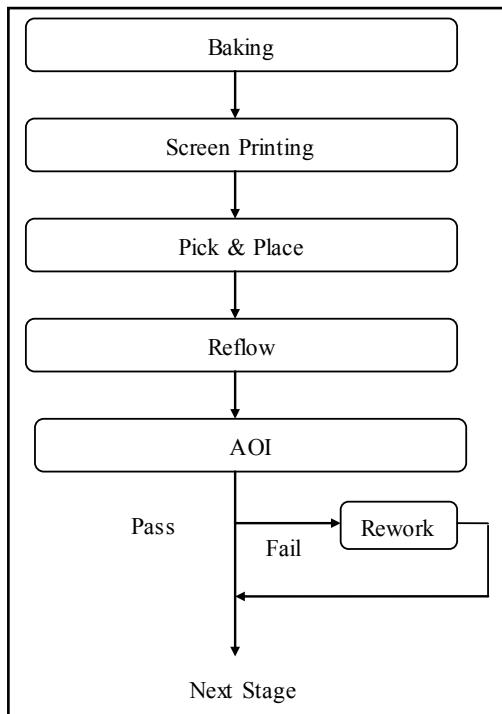 Baking
Screen Printing
Pick & Place
Reflow
AOI
Pass
Fail
Rework
Next Stage